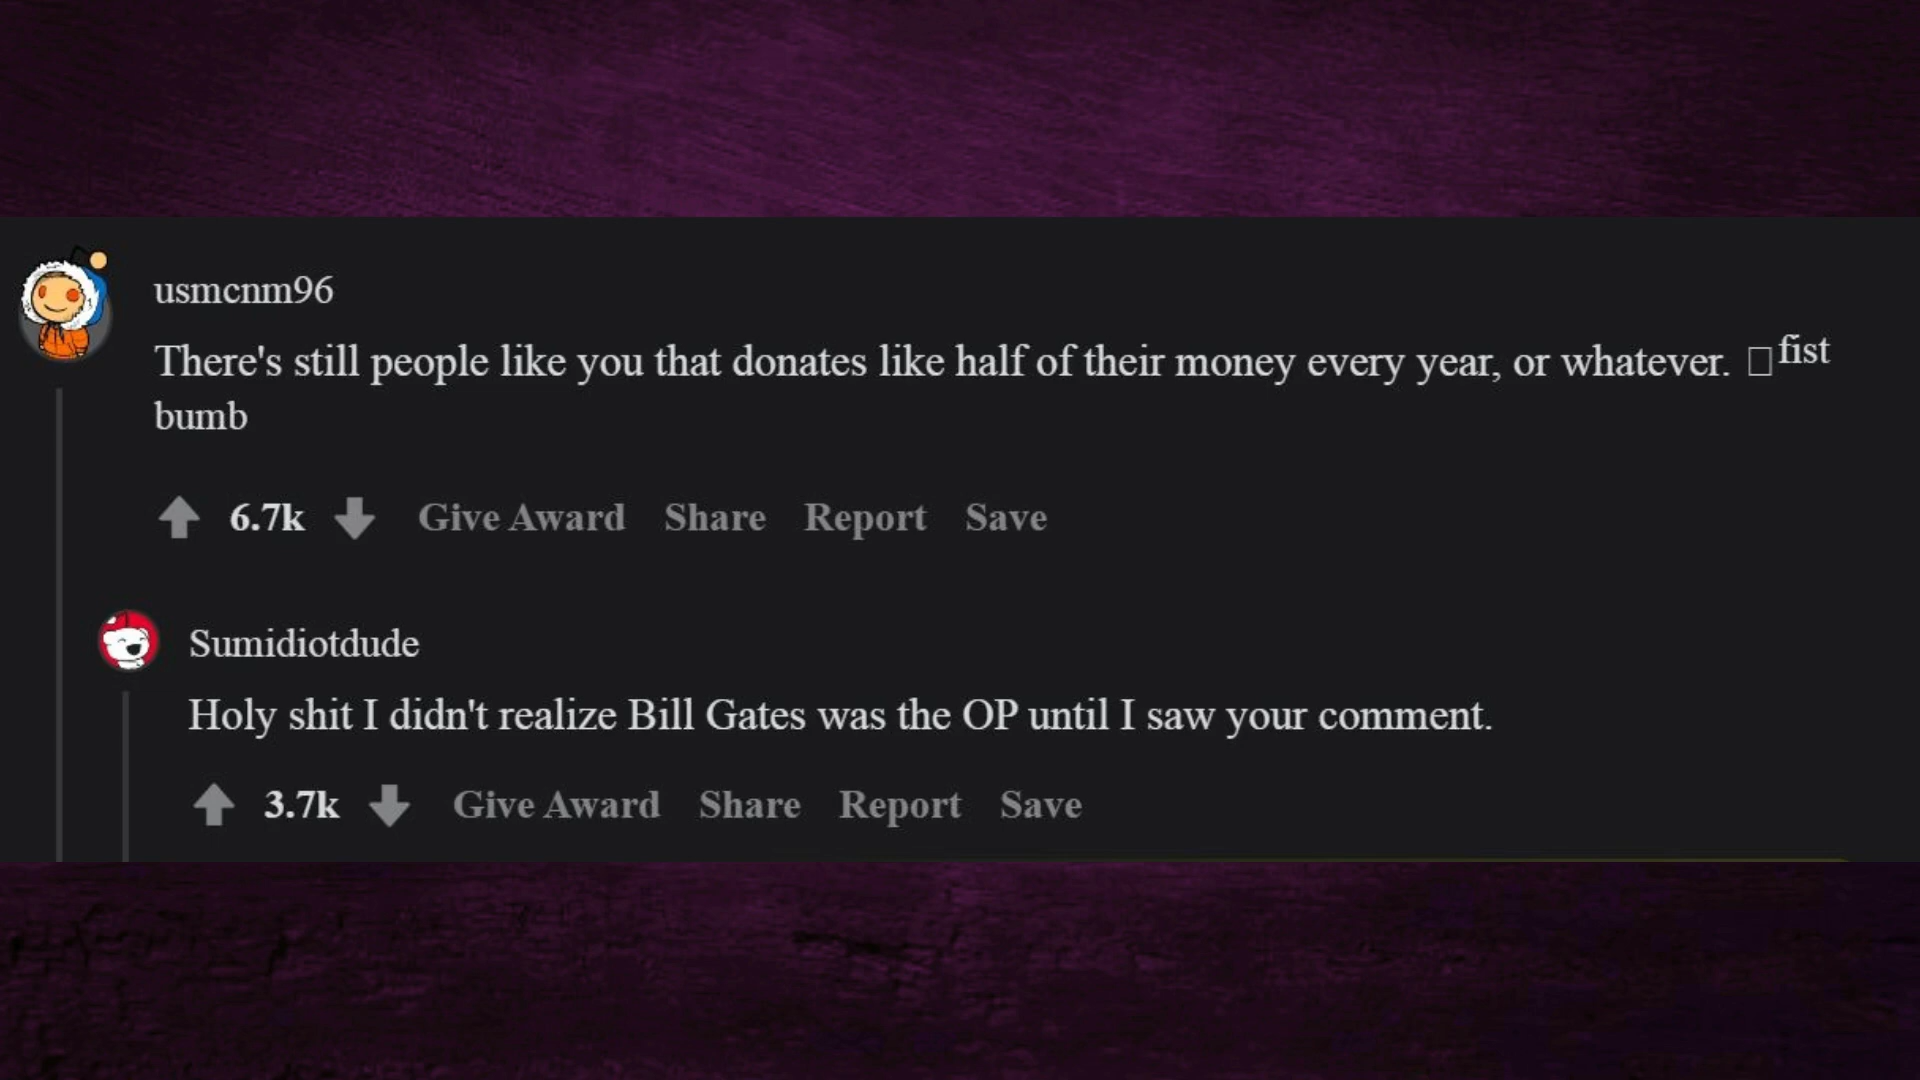 usmcnm96
There's still people like you that donates like half of their money every year, or whatever. □fist
bumb
6.7k Give Award Share Report Save
Sumidiotdude
Holy shit I didn't realize Bill Gates was the OP until I saw your comment.
3.7k Give Award Share Report Save